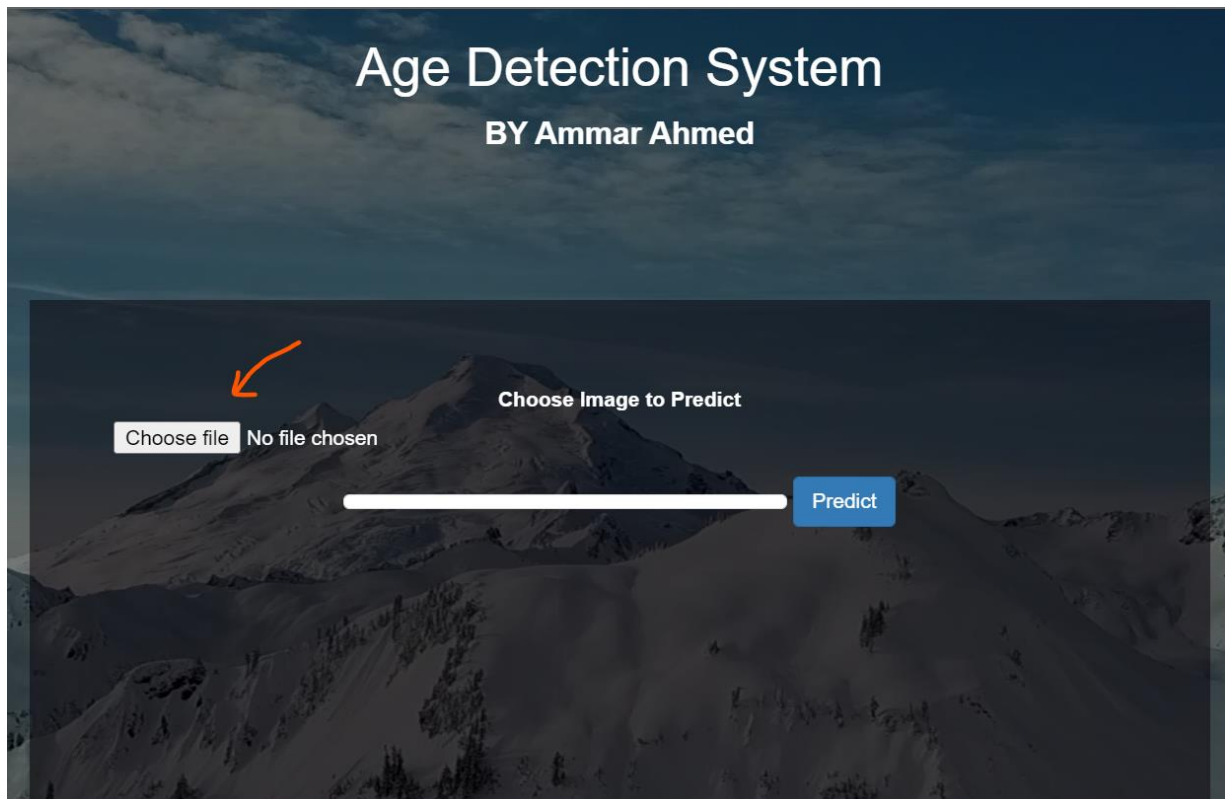 Age Detection System
BY Ammar Ahmed
Choose Image to Predict
Choose file No file chosen
Predict